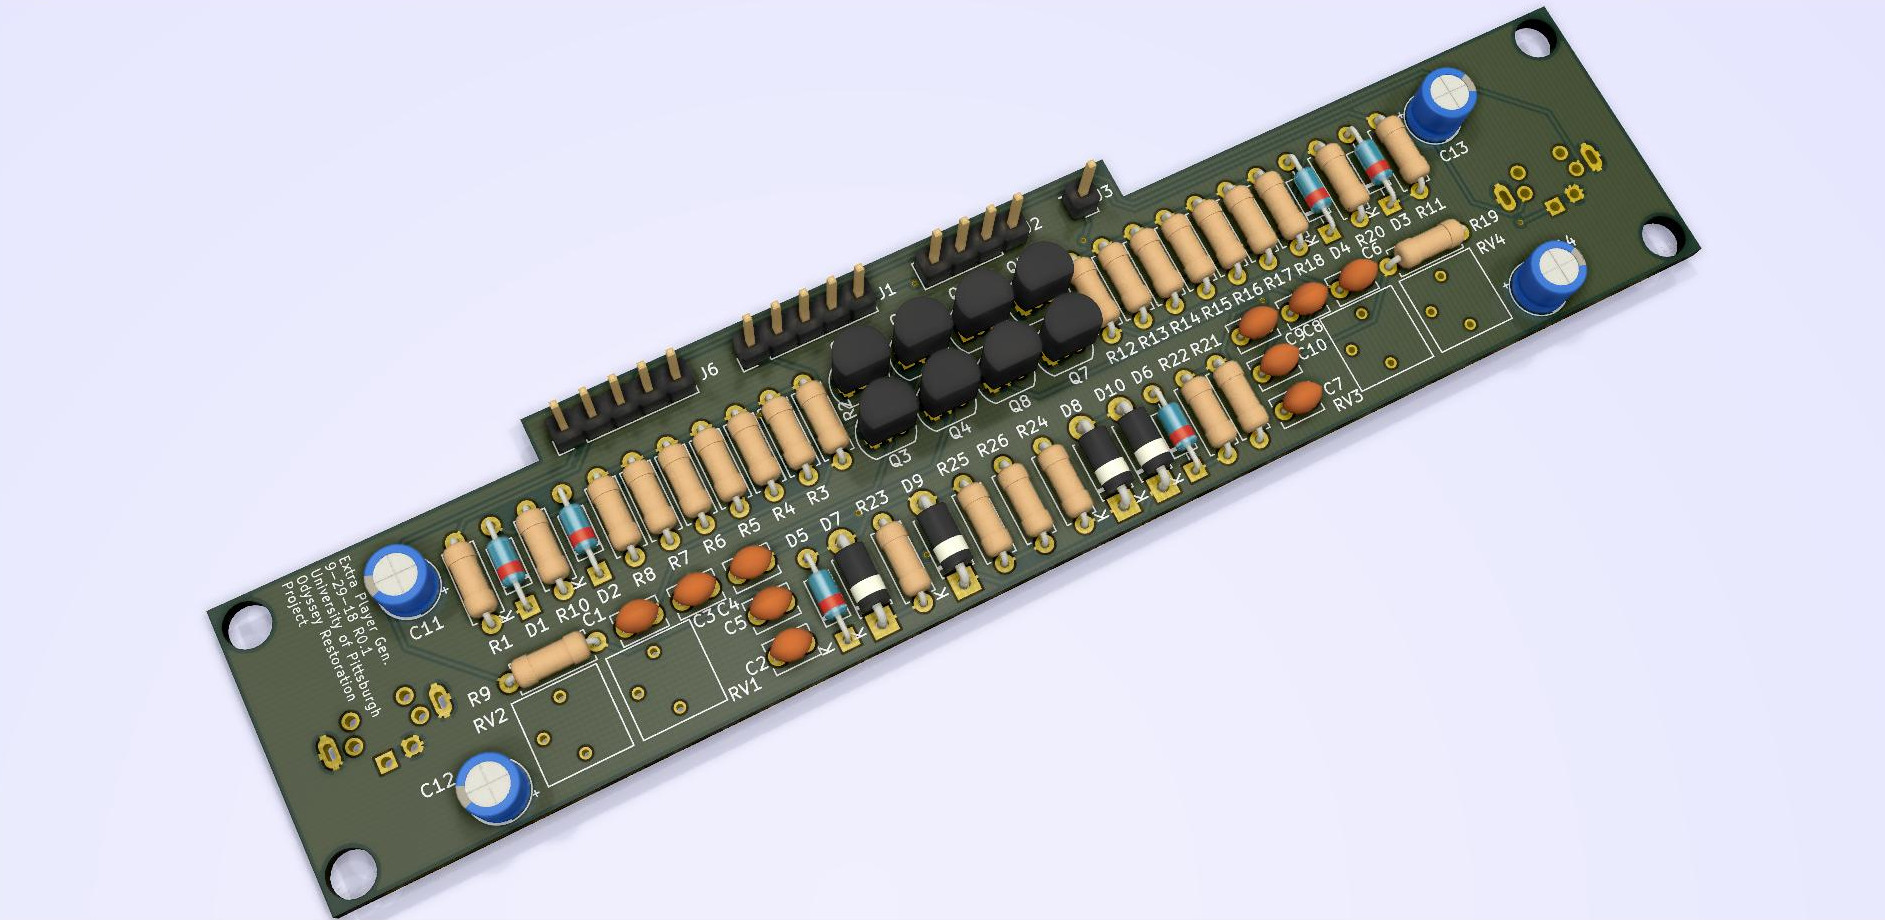 Extra Player Gen.
9-29-18 R0.1
University of Pittsburgh
Odyssey Restoration
Project
J3
J2
J1
J6
C13
R11
D3
R20
D4
R18
R17
R16
R15
R14
R13
R12
R19
RV4
C6
C8
C9
C10
C7
RV3
R21
R22
D6
D10
D8
R24
R26
R25
D9
R23
D7
D5
Q7
Q8
Q4
Q3
R3
R4
R5
R6
R7
R8
D2
R10
D1
R1
C11
C1
C3
C4
C5
C2
RV1
R9
RV2
C12
K
K
K
K
K
K
K
K
K
+
+